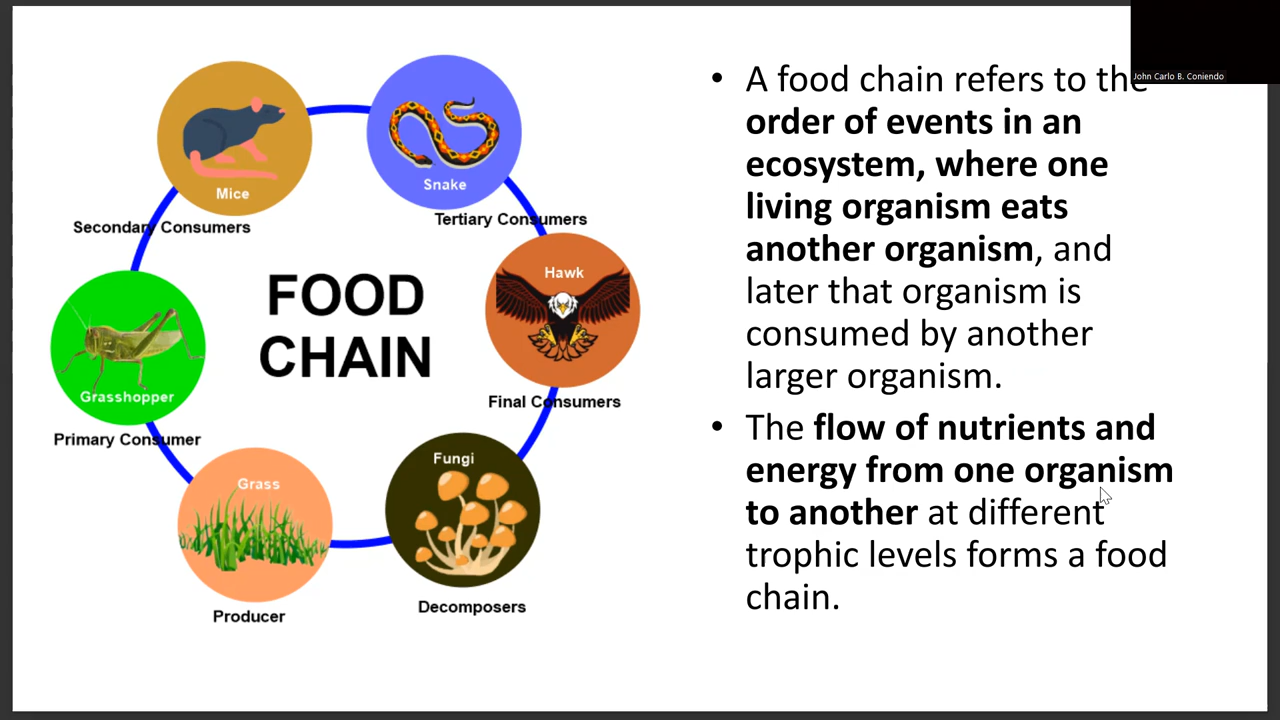 John Carlo B. Coniendo
Mice
Snake
Secondary Consumers
Tertiary Consumers
Hawk
FOOD
CHAIN
Grasshopper
Final Consumers
Primary Consumer
Fungi
Grass
Decomposers
Producer
• A food chain refers to the
order of events in an
ecosystem, where one
living organism eats
another organism, and
later that organism is
consumed by another
larger organism.
• The flow of nutrients and
energy from one organism
to another at different
trophic levels forms a food
chain.